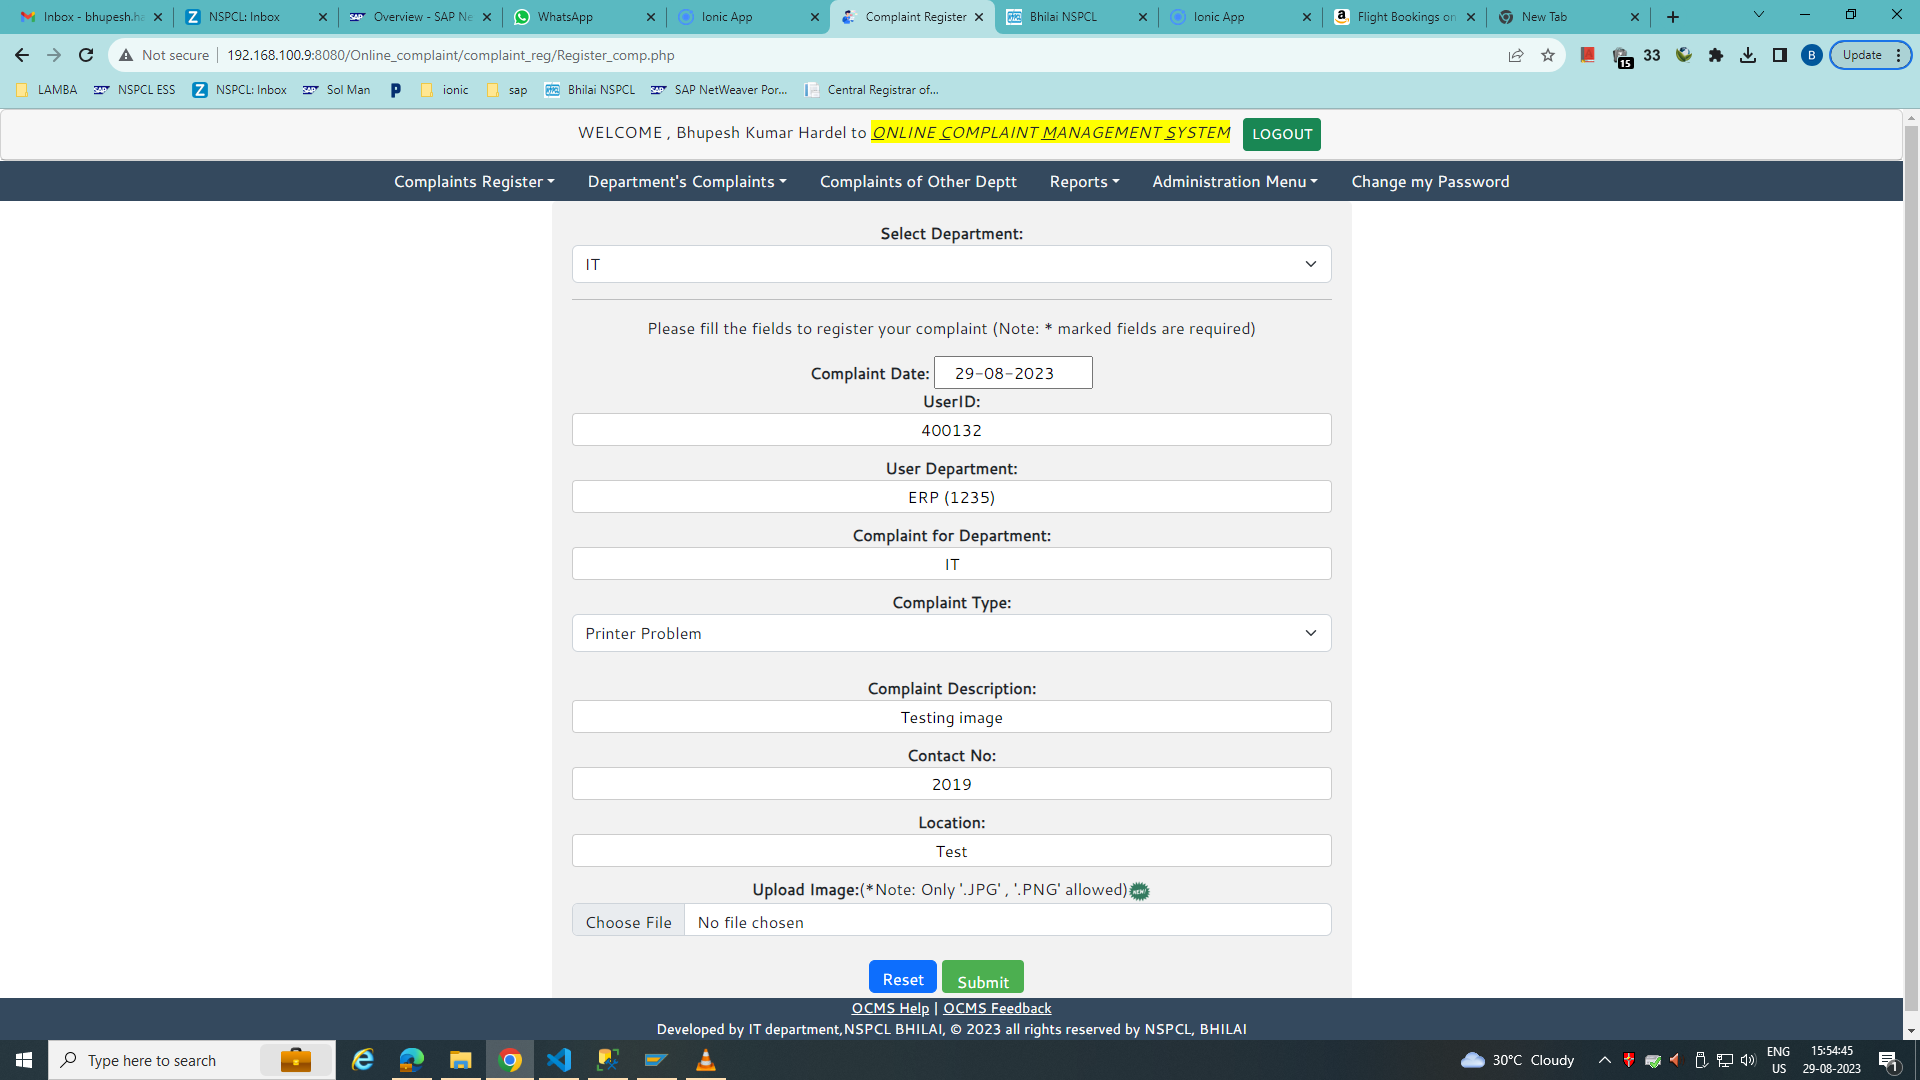 Inbox - bhupesh.ha
NSPCL: Inbox
Overview - SAP Ne
WhatsApp
Ionic App
Complaint Register
Bhilai NSPCL
Ionic App
Flight Bookings on
New Tab
Not secure
192.168.100.9:8080/Online_complaint/complaint_reg/Register_comp.php
15
33
B
Update
LAMBA
NSPCL ESS
NSPCL: Inbox
Sol Man
ionic
sap
Bhilai NSPCL
SAP NetWeaver Por...
Central Registrar of...
WELCOME , Bhupesh Kumar Hardel to ONLINE COMPLAINT MANAGEMENT SYSTEM
LOGOUT
Complaints Register
Department's Complaints
Complaints of Other Deptt
Reports
Administration Menu
Change my Password
Select Department:
IT
Please fill the fields to register your complaint (Note: * marked fields are required)
Complaint Date: 29-08-2023
UserID:
400132
User Department:
ERP (1235)
Complaint for Department:
IT
Complaint Type:
Printer Problem
Complaint Description:
Testing image
Contact No:
2019
Location:
Test
Upload Image:(*Note: Only '.JPG' , '.PNG' allowed)
Choose File No file chosen
Reset
Submit
OCMS Help | OCMS Feedback
Developed by IT department,NSPCL BHILAI, © 2023 all rights reserved by NSPCL, BHILAI
Type here to search
30°C Cloudy
ENG
US
15:54:45
29-08-2023
1